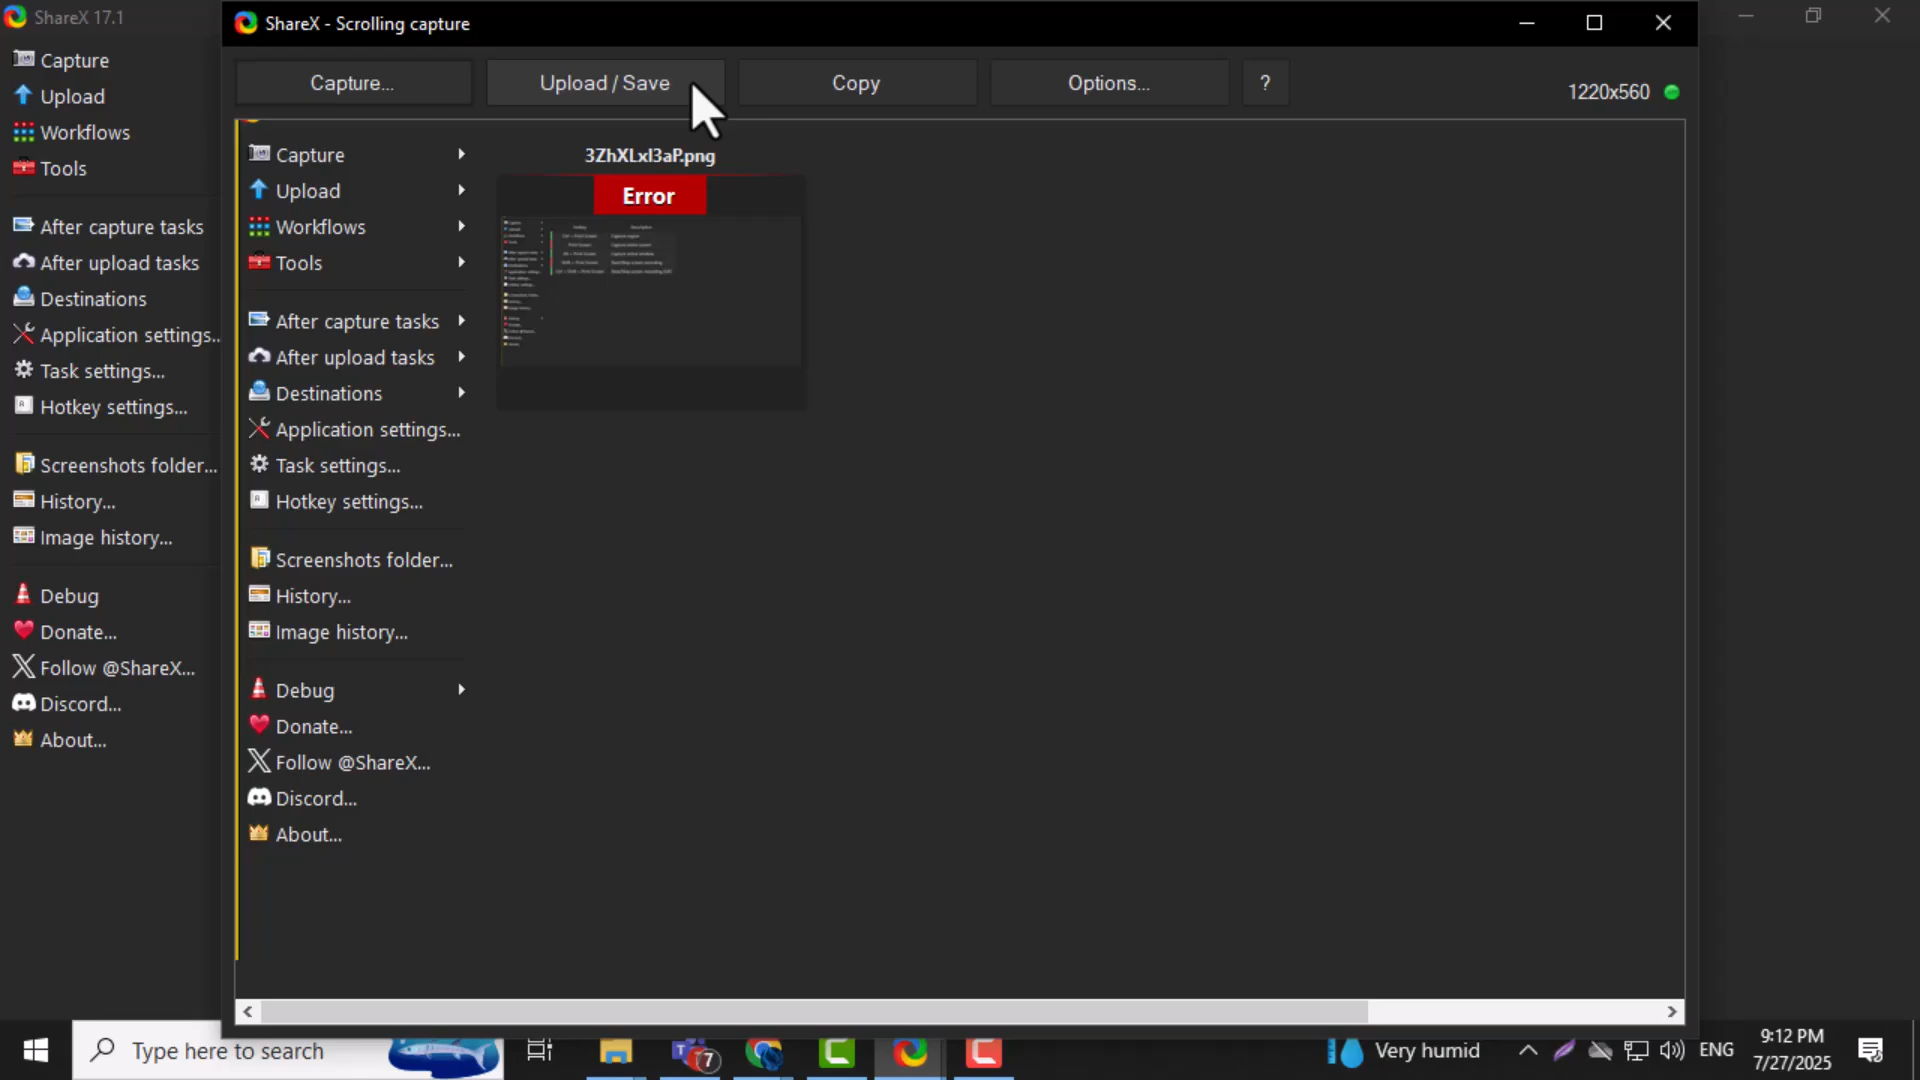 ShareX 17.1
Capture
Upload
Workflows
Tools
After capture tasks
After upload tasks
Destinations
Application settings...
Task settings...
Hotkey settings...
Screenshots folder...
History...
Image history...
Debug
Donate...
Follow @ShareX...
Discord...
About...
ShareX - Scrolling capture
Capture...
Upload / Save
Copy
Options...
?
1220x560
Capture
Upload
Workflows
Tools
After capture tasks
After upload tasks
Destinations
Application settings...
Task settings...
Hotkey settings...
Screenshots folder...
History...
Image history...
Debug
Donate...
Follow @ShareX...
Discord...
About...
3ZhXLxl3aP.png
Error
Type here to search
7
Very humid
ENG
9:12 PM
7/27/2025